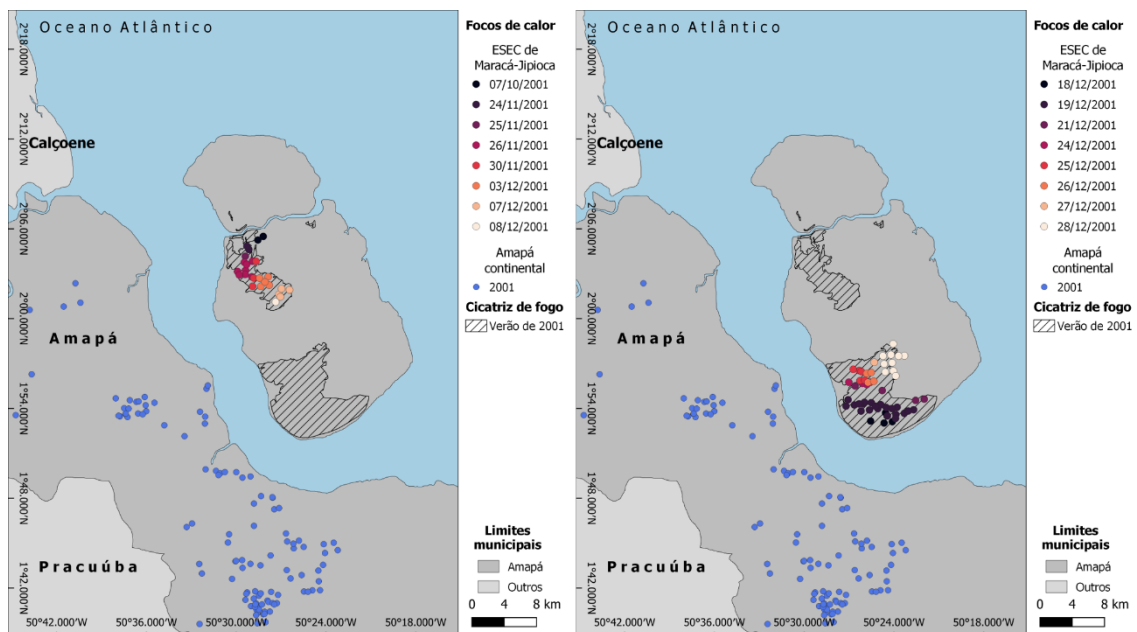 Oceano Atlântico
2°18.000"N
2°12.000"N
2°06.000"N
2°00.000"N
1°54.000"N
1°48.000"N
1°42.000"N
Calçoene
Amapá
Pracuúba
50°42.000"W
50°36.000"W
50°30.000"W
50°24.000"W
50°18.000"W
Focos de calor
ESEC de
Maracá-Jipioca
07/10/2001
24/11/2001
25/11/2001
26/11/2001
30/11/2001
03/12/2001
07/12/2001
08/12/2001
Amapá
continental
2001
Cicatriz de fogo
Verão de 2001
Limites
municipais
Amapá
Outros
0 4 8 km
Oceano Atlântico
2°18.000"N
2°12.000"N
2°06.000"N
2°00.000"N
1°54.000"N
1°48.000"N
1°42.000"N
Calçoene
Amapá
Pracuúba
50°42.000"W
50°36.000"W
50°30.000"W
50°24.000"W
50°18.000"W
Focos de calor
ESEC de
Maracá-Jipioca
18/12/2001
19/12/2001
21/12/2001
24/12/2001
25/12/2001
26/12/2001
27/12/2001
28/12/2001
Amapá
continental
2001
Cicatriz de fogo
Verão de 2001
Limites
municipais
Amapá
Outros
0 4 8 km